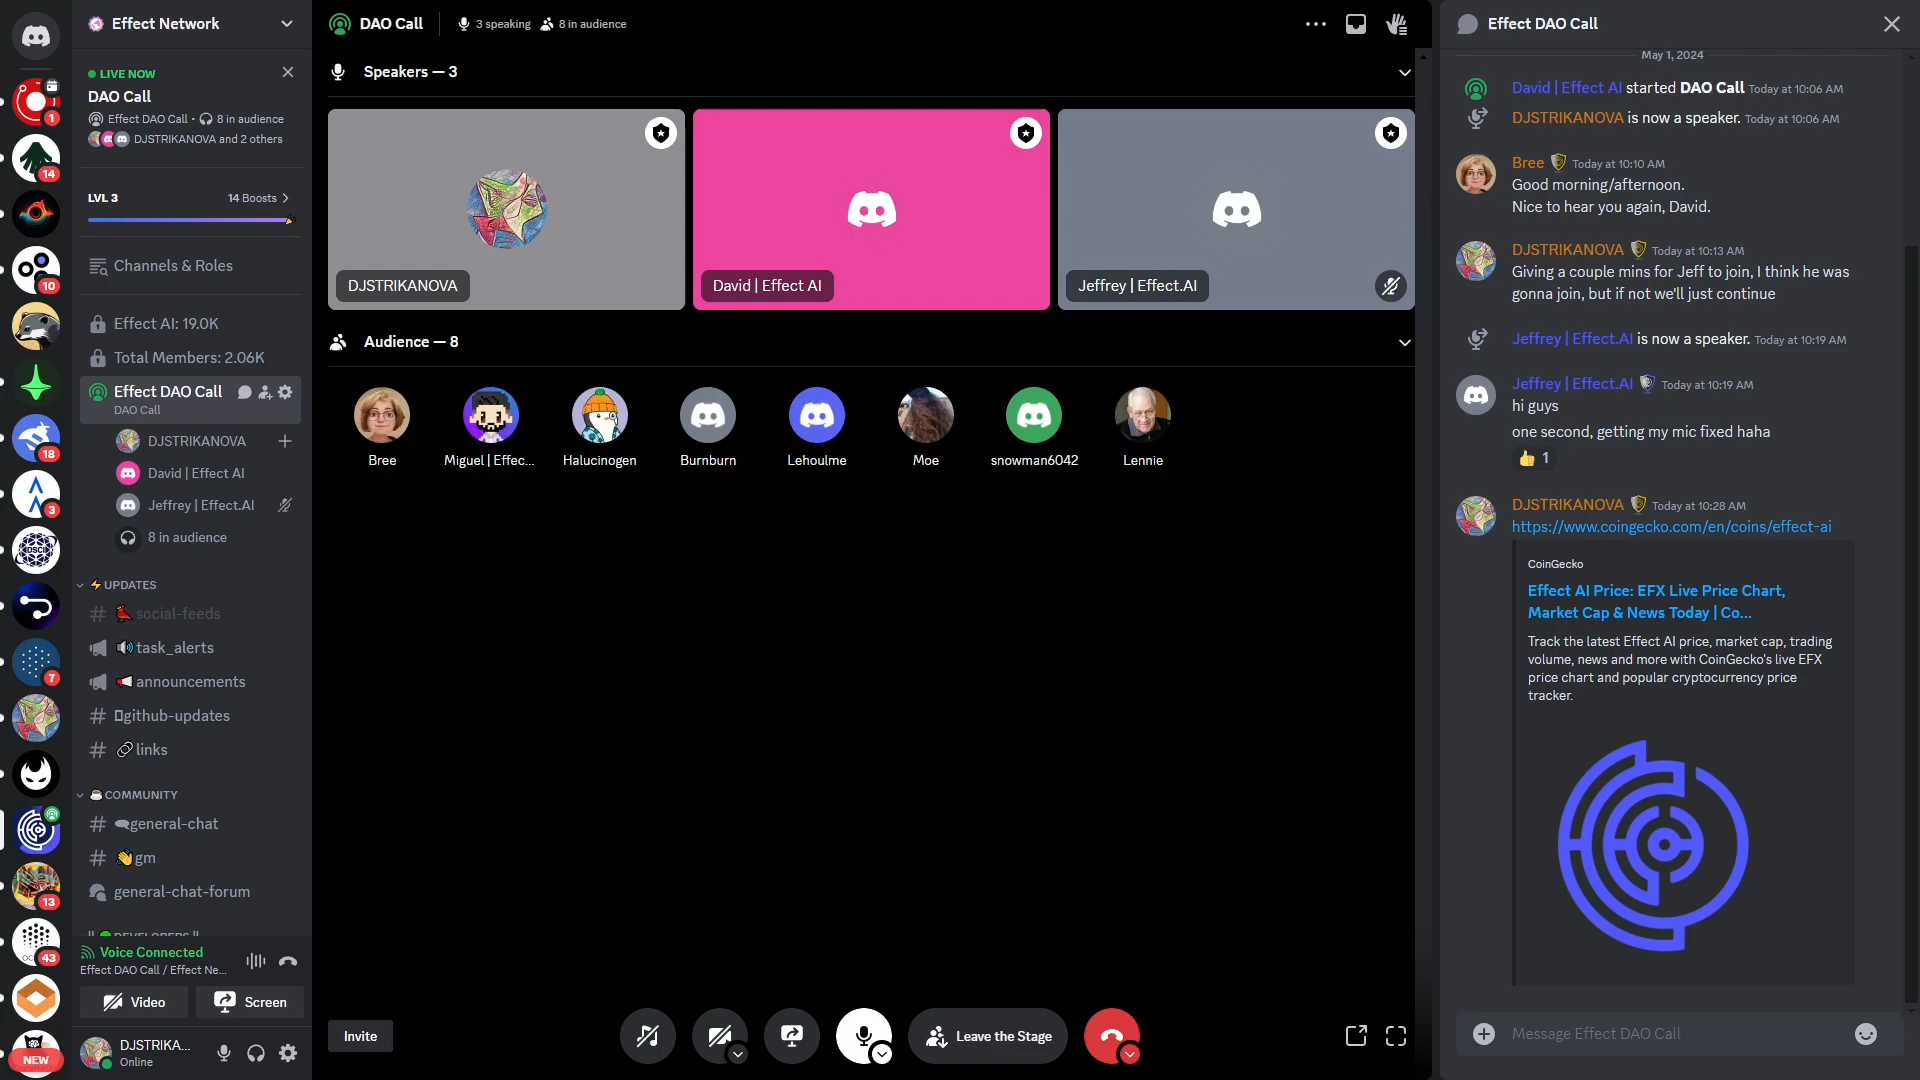 Effect Network
LIVE NOW
DAO Call
Effect DAO Call • 8 in audience
DJSTRIKANOVA and 2 others
LVL 3
14 Boosts
Channels & Roles
Effect AI: 19.0K
Total Members: 2.06K
Effect DAO Call
DAO Call
DJSTRIKANOVA
David | Effect AI
Jeffrey | Effect.AI
8 in audience
⚡UPDATES
social-feeds
🔊task_alerts
📢announcements
github-updates
🔗links
COMMUNITY
general-chat
👋gm
general-chat-forum
Voice Connected
Effect DAO Call / Effect Ne...
Video
Screen
DJSTRIKA...
Online
1
14
10
18
3
DSCI
7
13
43
NEW
DAO Call
3 speaking
8 in audience
Speakers — 3
DJSTRIKANOVA
David | Effect AI
Jeffrey | Effect.AI
Audience — 8
Bree
Miguel | Effec...
Halucinogen
Burnburn
Lehoulme
Moe
snowman6042
Lennie
Invite
Leave the Stage
Effect DAO Call
May 1, 2024
David | Effect AI started DAO Call Today at 10:06 AM
DJSTRIKANOVA is now a speaker. Today at 10:06 AM
Bree Today at 10:10 AM
Good morning/afternoon.
Nice to hear you again, David.
DJSTRIKANOVA Today at 10:13 AM
Giving a couple mins for Jeff to join, I think he was
gonna join, but if not we'll just continue
Jeffrey | Effect.AI is now a speaker. Today at 10:19 AM
Jeffrey | Effect.AI Today at 10:19 AM
hi guys
one second, getting my mic fixed haha
👍 1
DJSTRIKANOVA Today at 10:28 AM
https://www.coingecko.com/en/coins/effect-ai
CoinGecko
Effect AI Price: EFX Live Price Chart,
Market Cap & News Today | Co...
Track the latest Effect AI price, market cap, trading
volume, news and more with CoinGecko's live EFX
price chart and popular cryptocurrency price
tracker.
Message Effect DAO Call